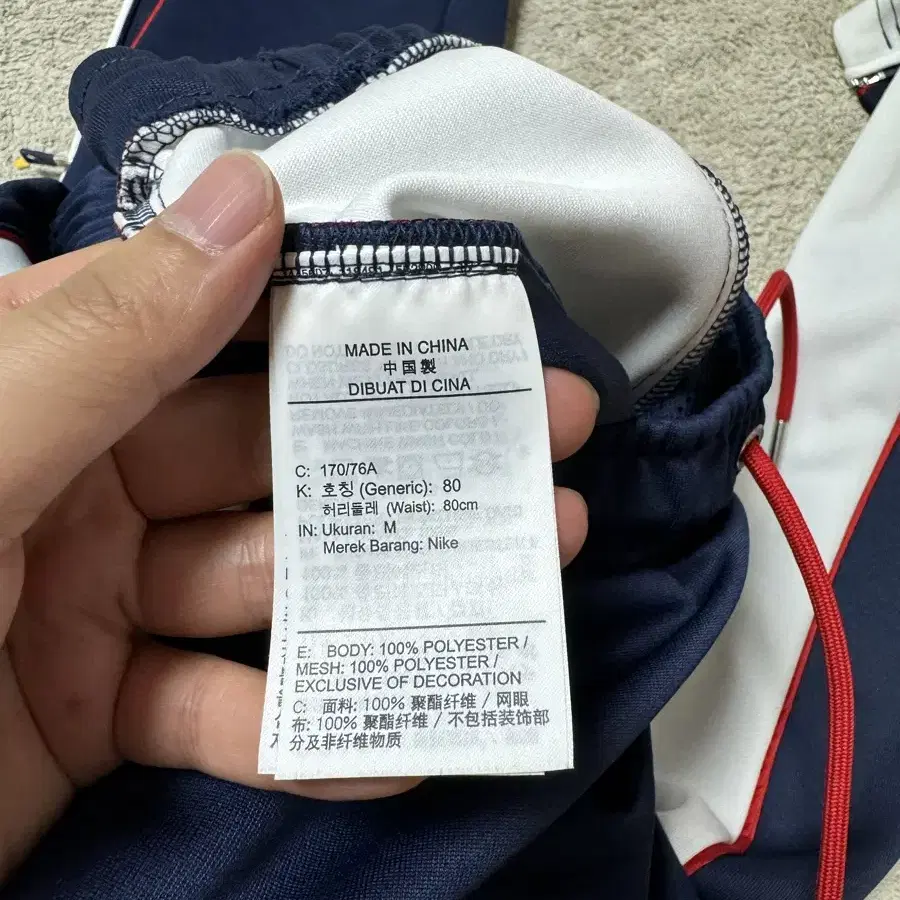 MADE IN CHINA
中国製
DIBUAT DI CINA
C: 170/76A
K: 호칭 (Generic): 80
허리둘레 (Waist): 80cm
IN: Ukuran: M
Merek Barang: Nike
E: BODY: 100% POLYESTER /
MESH: 100% POLYESTER /
EXCLUSIVE OF DECORATION
C: 面料: 100% 聚酯纤维 / 网眼
布: 100% 聚酯纤维 / 不包括装饰部
分及非纤维物质